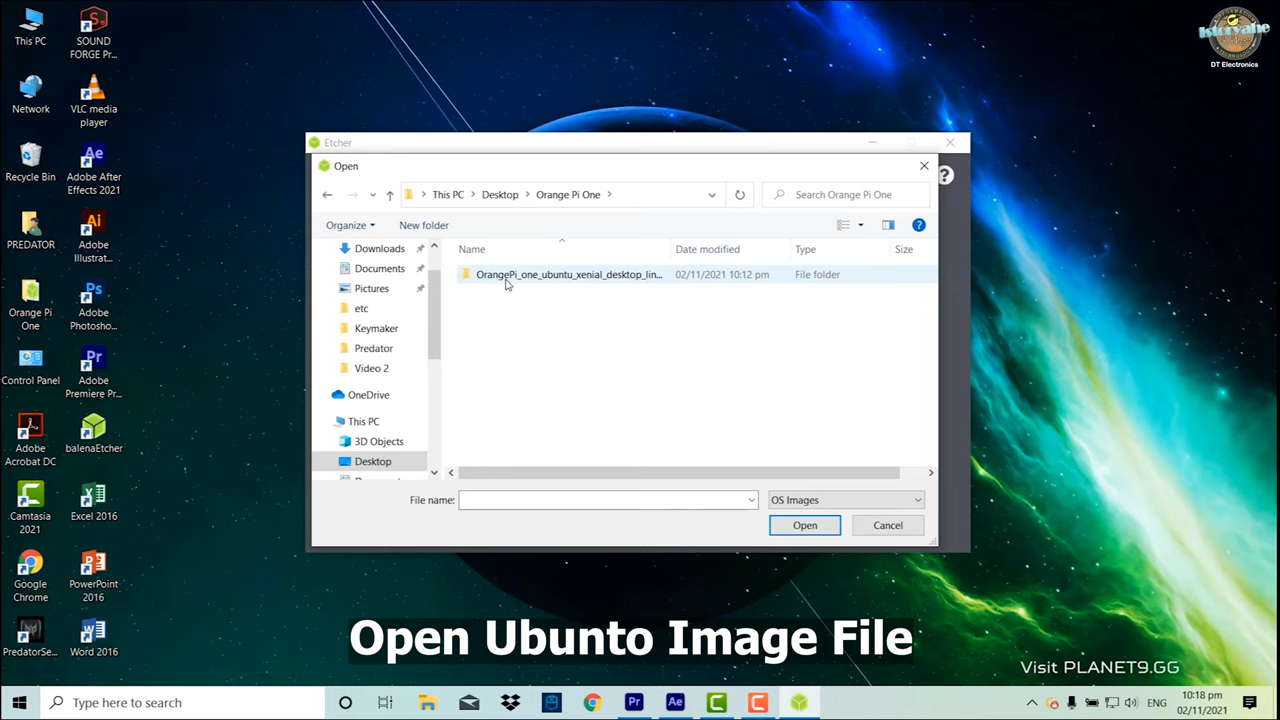 This PC
SOUND
FORGE Pr...
Network
VLC media
player
Recycle Bin
Adobe After
Effects 2021
PREDATOR
Adobe
Illustrat...
Orange Pi
One
Adobe
Photosho...
Control Panel
Adobe
Premiere Pr...
Adobe
Acrobat DC
balenaEtcher
Camtasia
2021
Excel 2016
Google
Chrome
PowerPoint
2016
PredatorSe...
Word 2016
DT Electronics
Etcher
Open
This PC > Desktop > Orange Pi One >
Search Orange Pi One
Organize
New folder
Name
Date modified
Type
Size
Downloads
Documents
Pictures
etc
Keymaker
Predator
Video 2
OneDrive
This PC
3D Objects
Desktop
OrangePi_one_ubuntu_xenial_desktop_lin...
02/11/2021 10:12 pm
File folder
File name:
OS Images
Open
Cancel
Open Ubunto Image File
Visit PLANET9.GG
Type here to search
ENG
10:18 pm
02/11/2021